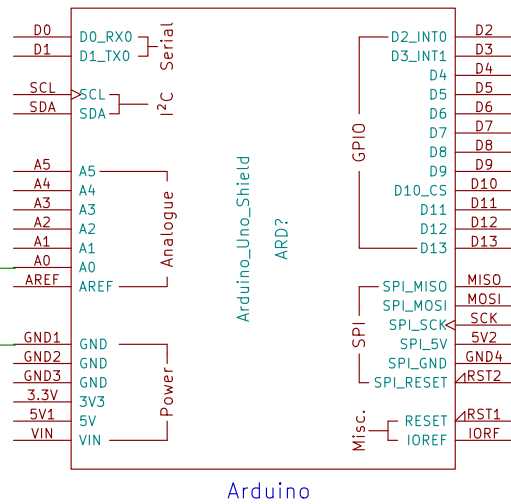 D0 D0_RX0
D1 D1_TX0
Serial
SCL SCL
SDA SDA
I²C
A5 A5
A4 A4
A3 A3
A2 A2
A1 A1
A0 A0
AREF AREF
Analogue
GND1 GND
GND2 GND
GND3 GND
3.3V 3V3
5V1 5V
VIN VIN
Power
Arduino_Uno_Shield
ARD?
GPIO
D2_INT0 D2
D3_INT1 D3
D4 D4
D5 D5
D6 D6
D7 D7
D8 D8
D9 D9
D10_CS D10
D11 D11
D12 D12
D13 D13
SPI
SPI_MISO MISO
SPI_MOSI MOSI
SPI_SCK SCK
SPI_5V 5V2
SPI_GND GND4
SPI_RESET RST2
Misc.
RESET RST1
IOREF IORF
Arduino